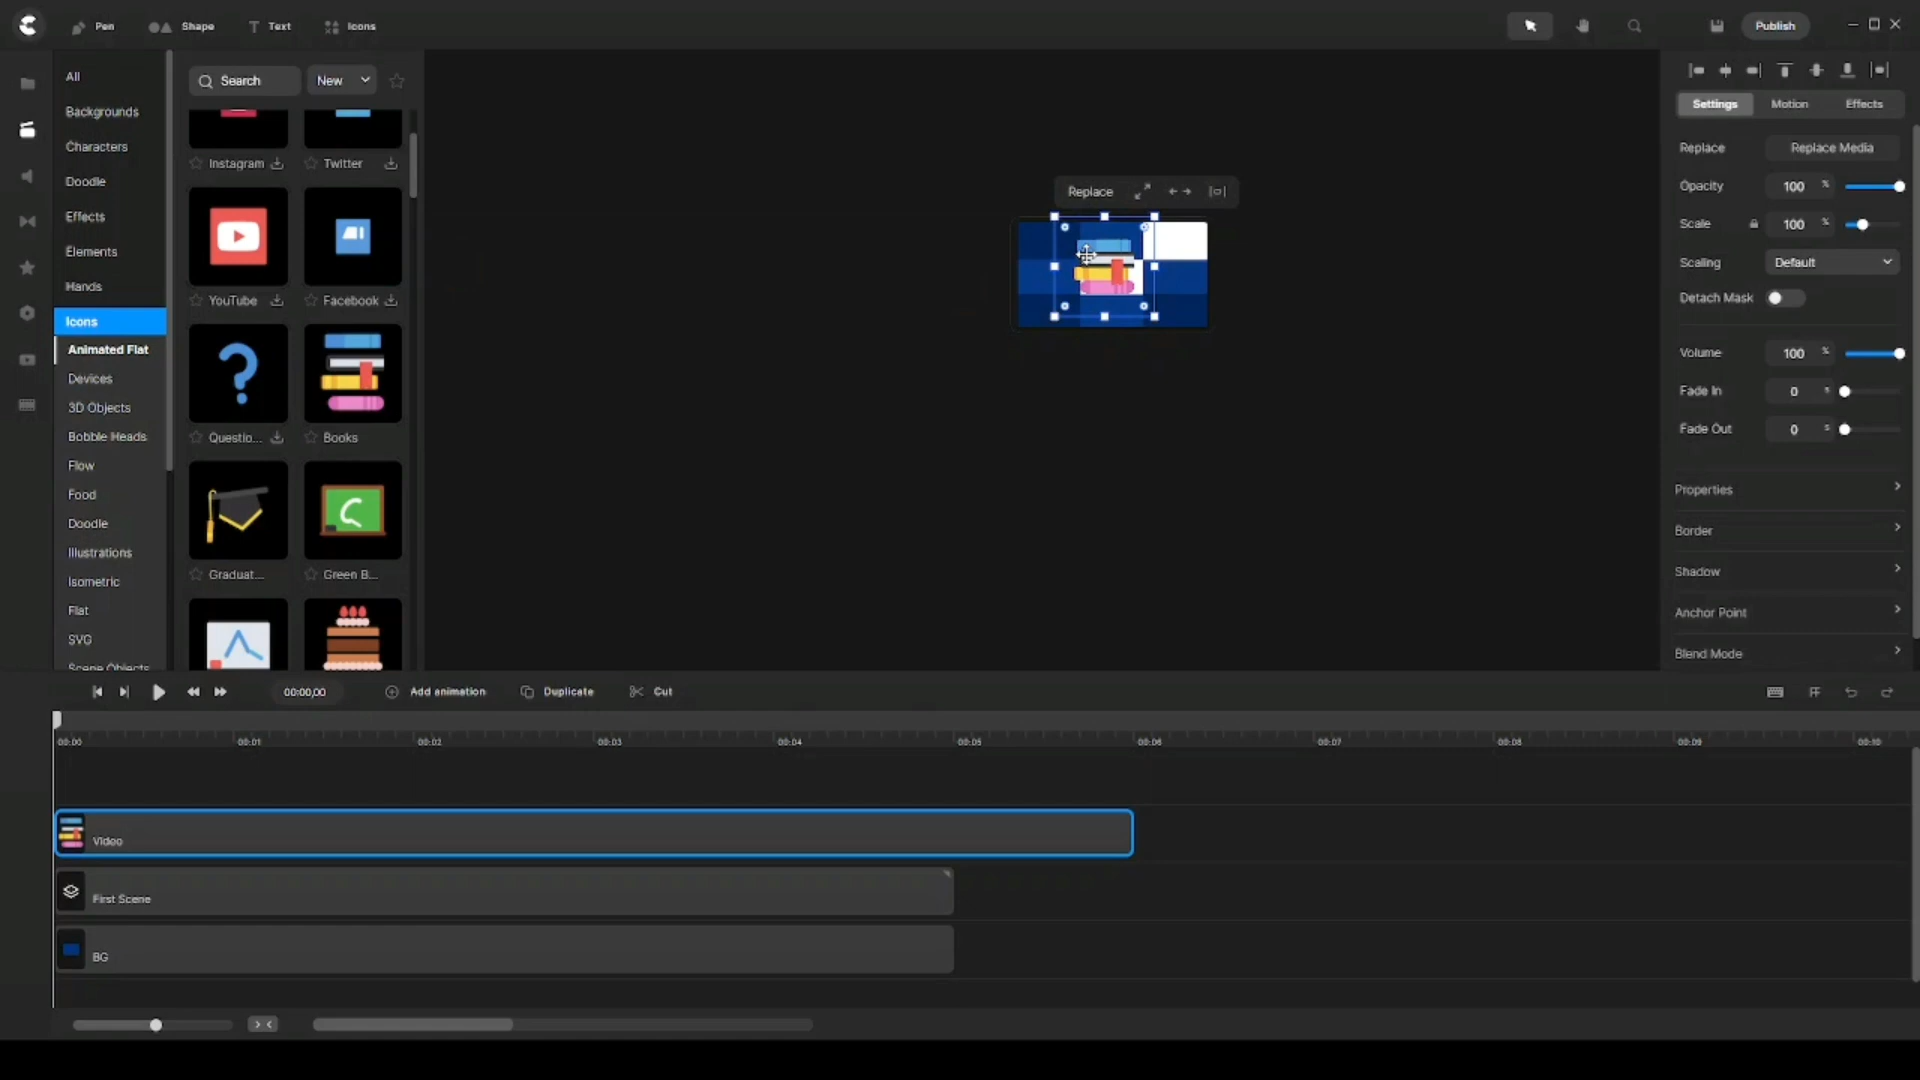 Pen
Shape
Text
Icons
Publish
All
Backgrounds
Characters
Doodle
Effects
Elements
Hands
Icons
Animated Flat
Devices
3D Objects
Bobble Heads
Flow
Food
Doodle
Illustrations
Isometric
Flat
SVG
Scene Objects
Search
New
Instagram
Twitter
YouTube
Facebook
Questio...
Books
Graduat...
Green B...
Replace
Settings
Motion
Effects
Replace
Replace Media
Opacity
100 %
Scale
100 %
Scaling
Default
Detach Mask
Volume
100 %
Fade In
0 s
Fade Out
0 s
Properties
Border
Shadow
Anchor Point
Blend Mode
00:00,00
Add animation
Duplicate
Cut
00:00
00:01
00:02
00:03
00:04
00:05
00:06
00:07
00:08
00:09
00:10
Video
First Scene
BG